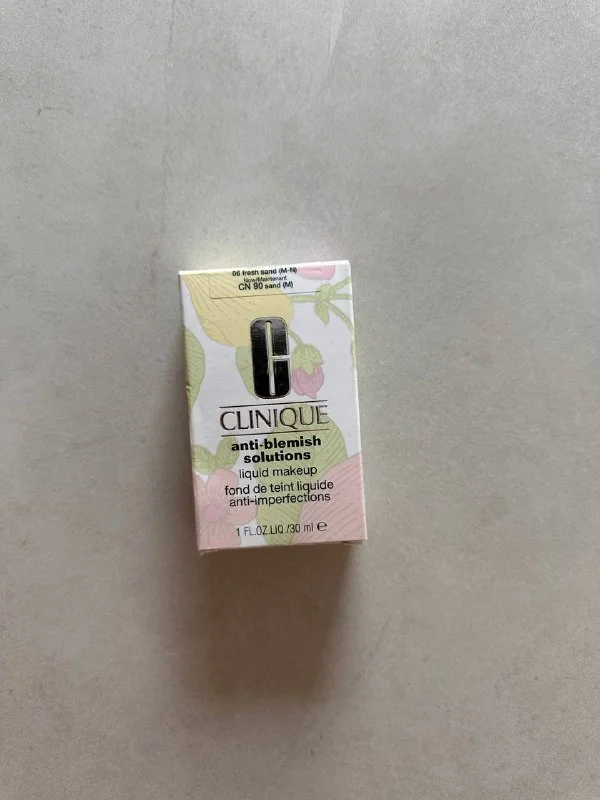 06 fresh sand (M-N)
Now/Maintenant
CN 90 sand (M)
CLINIQUE
anti-blemish
solutions
liquid makeup
fond de teint liquide
anti-imperfections
1 FL.OZ.LIQ./30 ml ℮